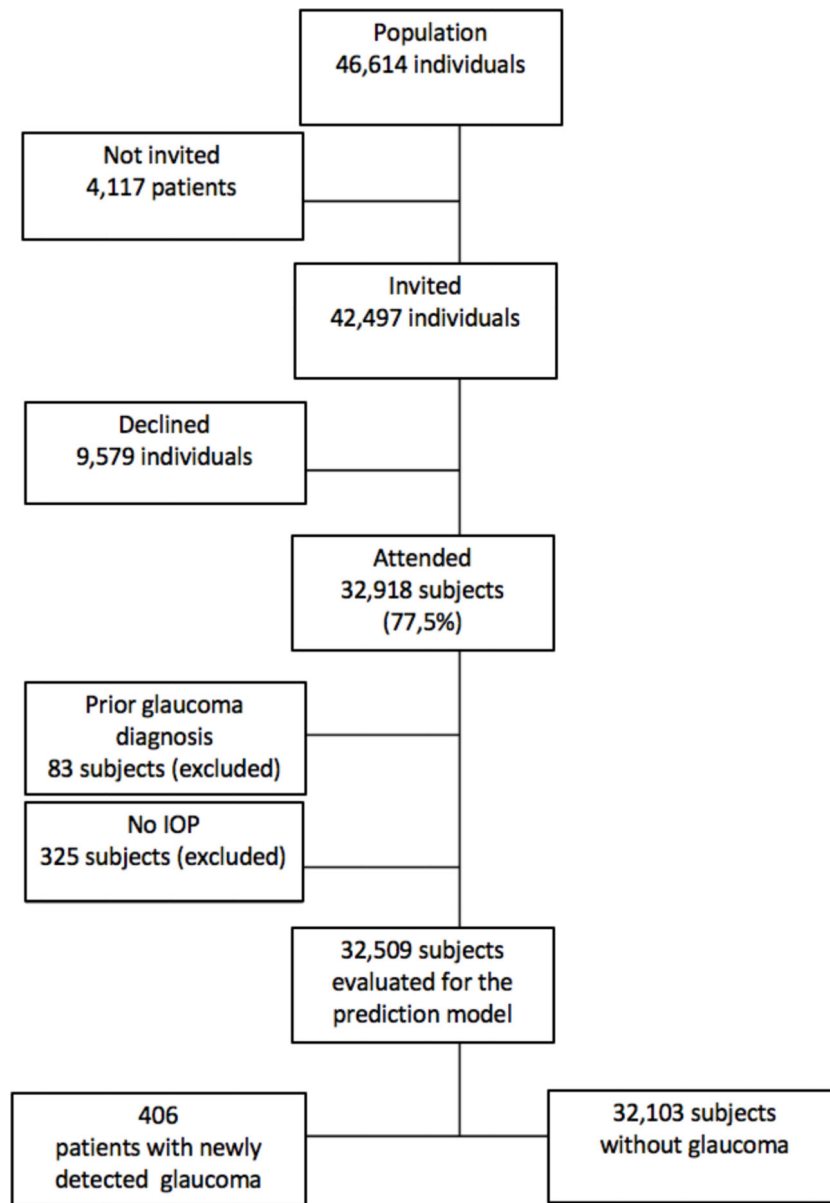 Population
46,614 individuals
Not invited
4,117 patients
Invited
42,497 individuals
Declined
9,579 individuals
Attended
32,918 subjects
(77,5%)
Prior glaucoma
diagnosis
83 subjects (excluded)
No IOP
325 subjects (excluded)
32,509 subjects
evaluated for the
prediction model
406
patients with newly
detected glaucoma
32,103 subjects
without glaucoma